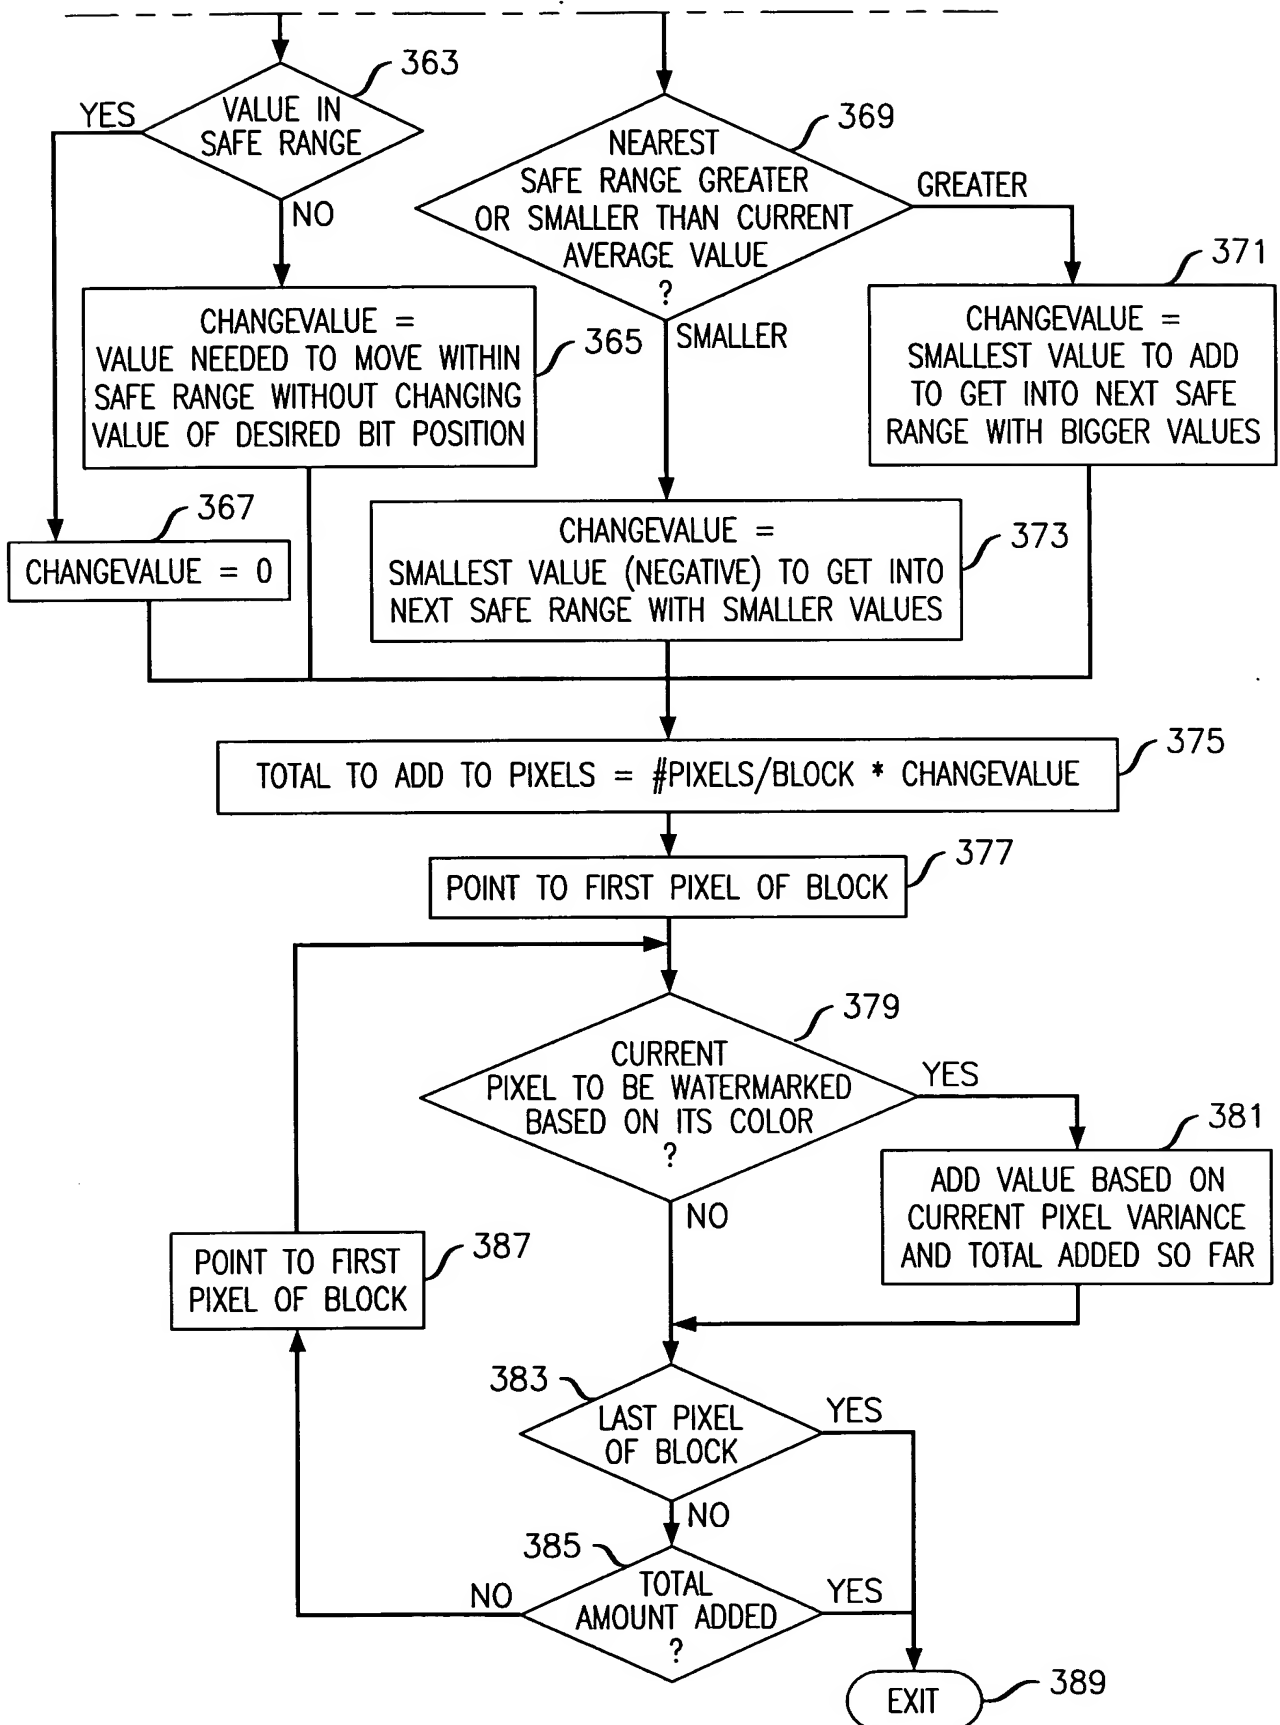 363
YES
VALUE IN
SAFE RANGE
NO
369
NEAREST
SAFE RANGE GREATER
OR SMALLER THAN CURRENT
AVERAGE VALUE
?
GREATER
SMALLER
371
CHANGEVALUE =
SMALLEST VALUE TO ADD
TO GET INTO NEXT SAFE
RANGE WITH BIGGER VALUES
365
CHANGEVALUE =
VALUE NEEDED TO MOVE WITHIN
SAFE RANGE WITHOUT CHANGING
VALUE OF DESIRED BIT POSITION
367
CHANGEVALUE = 0
373
CHANGEVALUE =
SMALLEST VALUE (NEGATIVE) TO GET INTO
NEXT SAFE RANGE WITH SMALLER VALUES
375
TOTAL TO ADD TO PIXELS = #PIXELS/BLOCK * CHANGEVALUE
377
POINT TO FIRST PIXEL OF BLOCK
379
CURRENT
PIXEL TO BE WATERMARKED
BASED ON ITS COLOR
?
YES
NO
381
ADD VALUE BASED ON
CURRENT PIXEL VARIANCE
AND TOTAL ADDED SO FAR
387
POINT TO FIRST
PIXEL OF BLOCK
383
LAST PIXEL
OF BLOCK
YES
NO
385
TOTAL
AMOUNT ADDED
?
NO
YES
EXIT
389